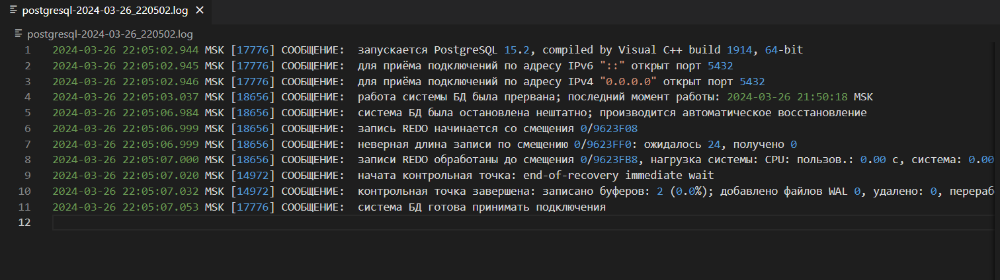 postgresql-2024-03-26_220502.log
postgresql-2024-03-26_220502.log
1 2024-03-26 22:05:02.944 MSK [17776] СООБЩЕНИЕ:  запускается PostgreSQL 15.2, compiled by Visual C++ build 1914, 64-bit
2 2024-03-26 22:05:02.945 MSK [17776] СООБЩЕНИЕ:  для приёма подключений по адресу IPv6 "::" открыт порт 5432
3 2024-03-26 22:05:02.946 MSK [17776] СООБЩЕНИЕ:  для приёма подключений по адресу IPv4 "0.0.0.0" открыт порт 5432
4 2024-03-26 22:05:03.037 MSK [18656] СООБЩЕНИЕ:  работа системы БД была прервана; последний момент работы: 2024-03-26 21:50:18 MSK
5 2024-03-26 22:05:06.984 MSK [18656] СООБЩЕНИЕ:  система БД была остановлена нештатно; производится автоматическое восстановление
6 2024-03-26 22:05:06.999 MSK [18656] СООБЩЕНИЕ:  запись REDO начинается со смещения 0/9623F08
7 2024-03-26 22:05:06.999 MSK [18656] СООБЩЕНИЕ:  неверная длина записи по смещению 0/9623FF0: ожидалось 24, получено 0
8 2024-03-26 22:05:07.000 MSK [18656] СООБЩЕНИЕ:  записи REDO обработаны до смещения 0/9623FB8, нагрузка системы: CPU: пользов.: 0.00 с, система: 0.00
9 2024-03-26 22:05:07.020 MSK [14972] СООБЩЕНИЕ:  начата контрольная точка: end-of-recovery immediate wait
10 2024-03-26 22:05:07.032 MSK [14972] СООБЩЕНИЕ:  контрольная точка завершена: записано буферов: 2 (0.0%); добавлено файлов WAL 0, удалено: 0, перераб
11 2024-03-26 22:05:07.053 MSK [17776] СООБЩЕНИЕ:  система БД готова принимать подключения
12